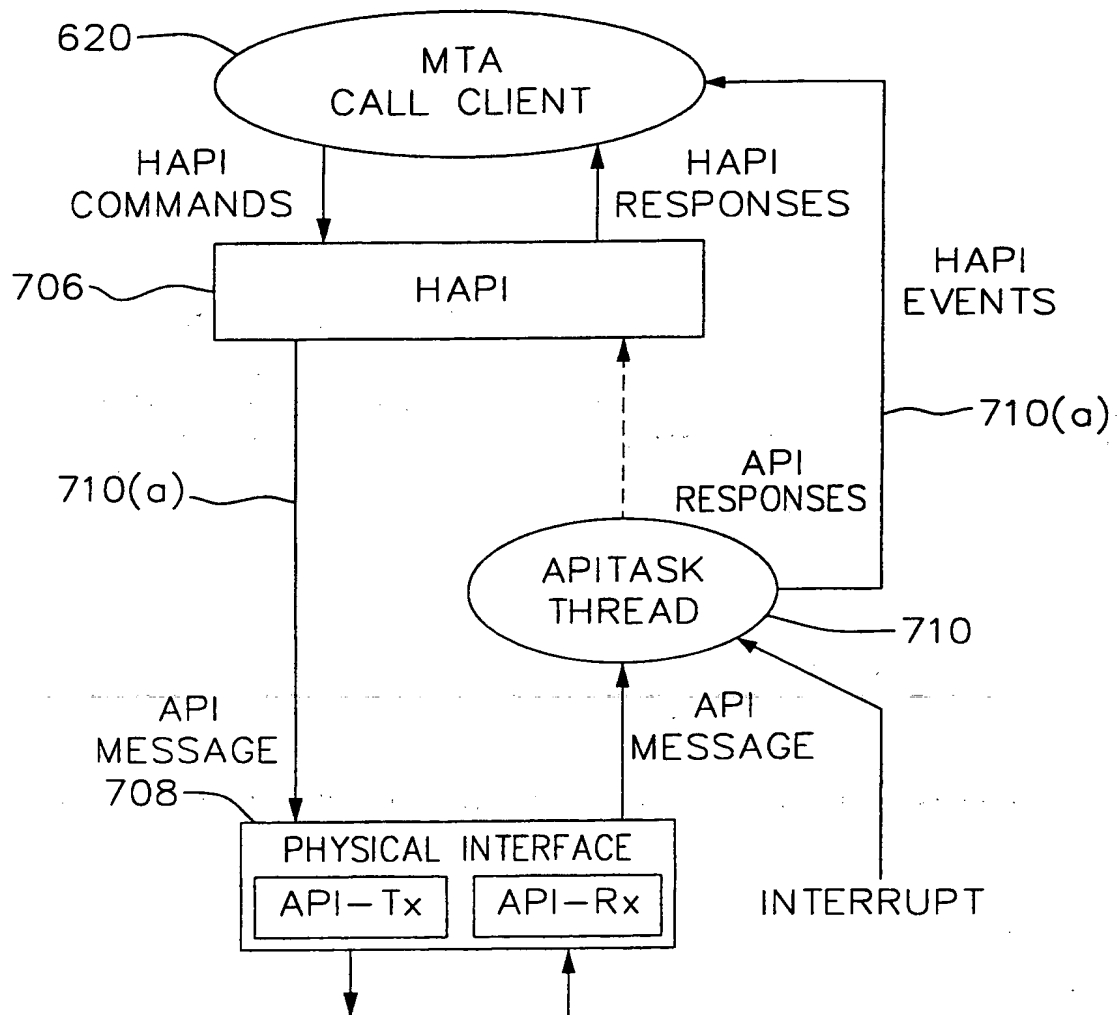 620
MTA
CALL CLIENT
HAPI
COMMANDS
HAPI
RESPONSES
706
HAPI
HAPI
EVENTS
710(a)
710(a)
API
RESPONSES
APITASK
THREAD
710
API
MESSAGE
API
MESSAGE
708
PHYSICAL INTERFACE
API-Tx
API-Rx
INTERRUPT